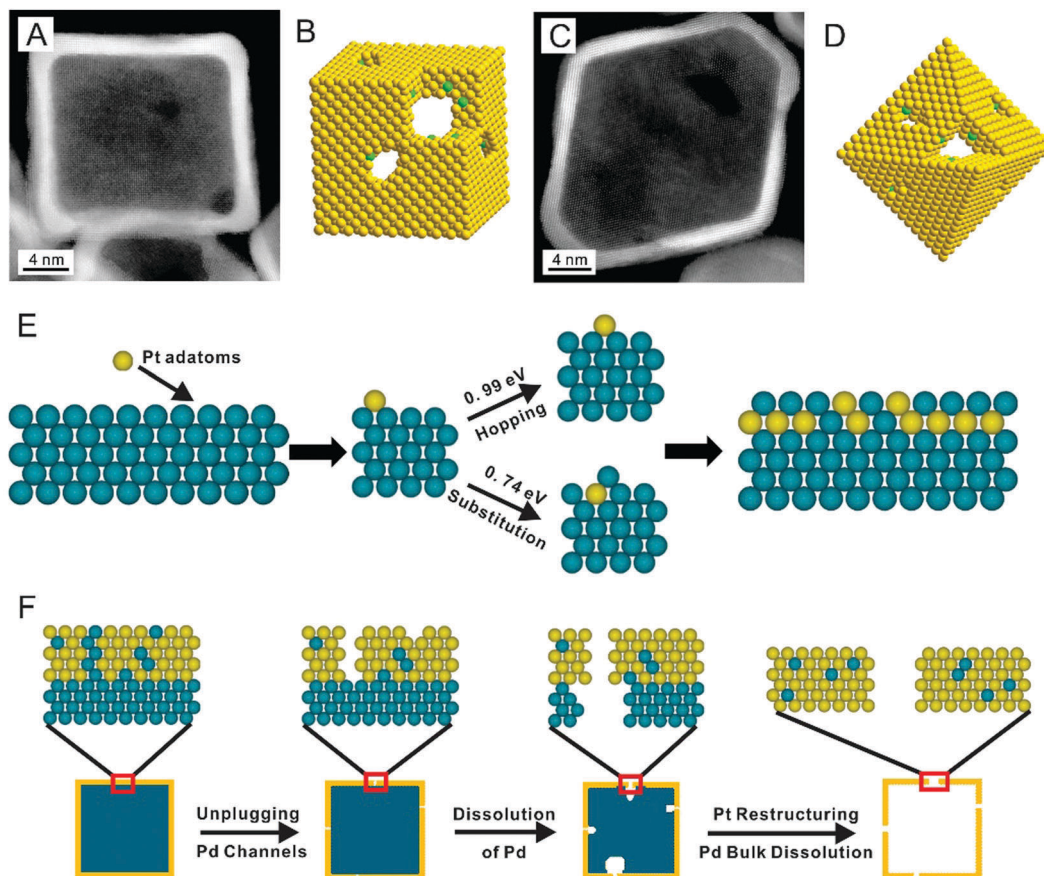 A
B
C
D
4 nm
4 nm
E
Pt adatoms
0.99 eV
Hopping
0.74 eV
Substitution
F
Unplugging
Pd Channels
Dissolution
of Pd
Pt Restructuring
Pd Bulk Dissolution